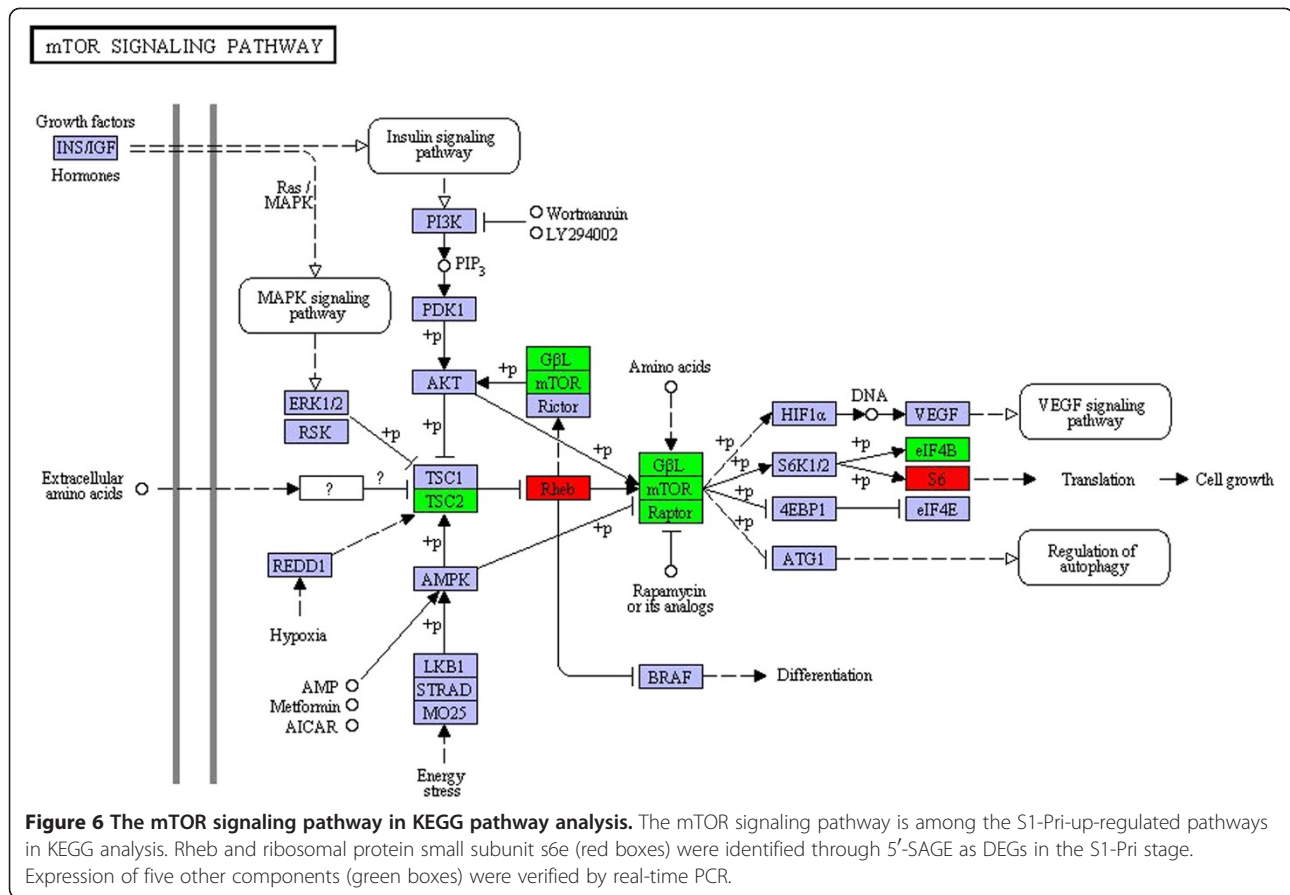 mTOR SIGNALING PATHWAY
Growth factors
INS/IGF
Hormones
Insulin signaling
pathway
Ras /
MAPK
PI3K
Wortmannin
LY294002
PIP3
MAPK signaling
pathway
PDK1
+p
GβL
mTOR
Rictor
+p
AKT
Amino acids
ERK1/2
RSK
+p
+p
+p
HIF1α
DNA
VEGF
VEGF signaling
pathway
+p
+p
S6K1/2
+p
+p
eIF4B
S6
Translation
Cell growth
Extracellular
amino acids
?
?
TSC1
TSC2
Rheb
GβL
mTOR
Raptor
+p
4EBP1
eIF4E
+p
ATG1
Regulation of
autophagy
+p
+p
REDD1
AMPK
Hypoxia
Rapamycin
or its analogs
+p
AMP
Metformin
AICAR
LKB1
STRAD
MO25
BRAF
Differentiation
Energy
stress
Figure 6 The mTOR signaling pathway in KEGG pathway analysis. The mTOR signaling pathway is among the S1-Pri-up-regulated pathways
in KEGG analysis. Rheb and ribosomal protein small subunit s6e (red boxes) were identified through 5′-SAGE as DEGs in the S1-Pri stage.
Expression of five other components (green boxes) were verified by real-time PCR.